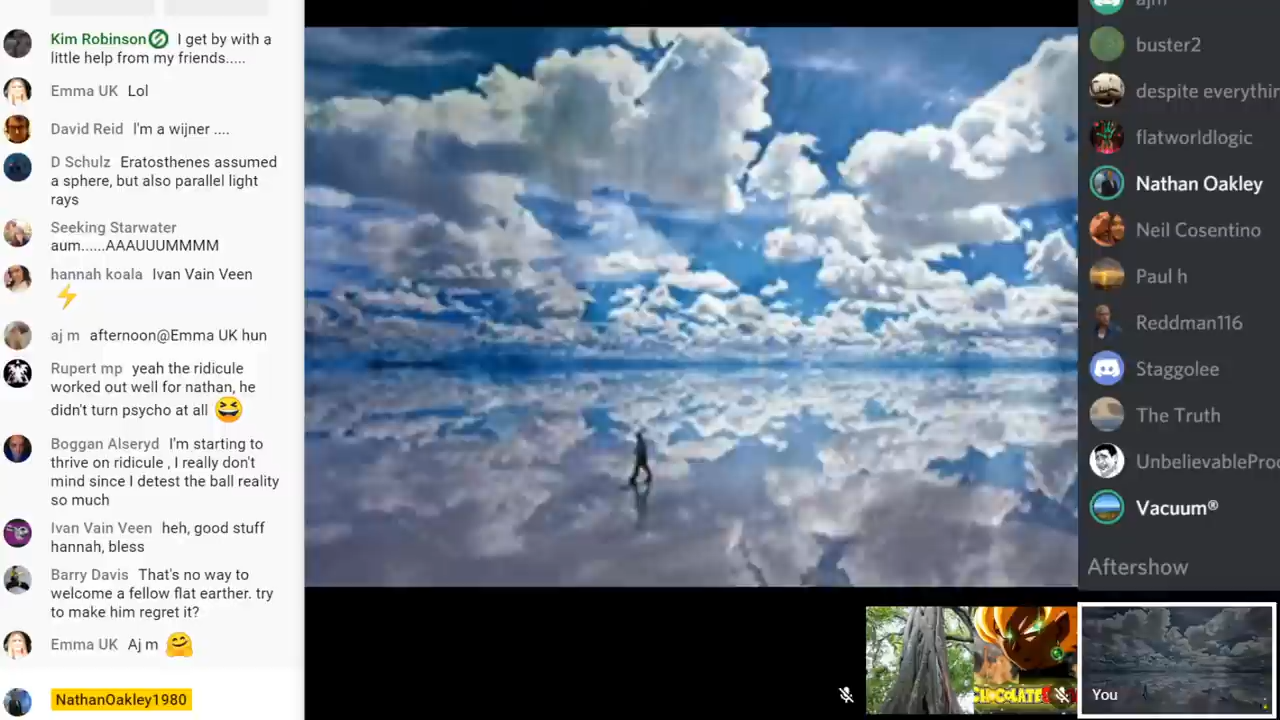 Kim Robinson I get by with a
little help from my friends.....
Emma UK Lol
David Reid I'm a wijner ....
D Schulz Eratosthenes assumed
a sphere, but also parallel light
rays
Seeking Starwater
aum......AAAUUUMMMM
hannah koala Ivan Vain Veen
⚡
aj m afternoon@Emma UK hun
Rupert mp yeah the ridicule
worked out well for nathan, he
didn't turn psycho at all 😆
Boggan Alseryd I'm starting to
thrive on ridicule , I really don't
mind since I detest the ball reality
so much
Ivan Vain Veen heh, good stuff
hannah, bless
Barry Davis That's no way to
welcome a fellow flat earther. try
to make him regret it?
Emma UK Aj m 🤗
NathanOakley1980
ajm
buster2
despite everythin
flatworldlogic
Nathan Oakley
Neil Cosentino
Paul h
Reddman116
Staggolee
The Truth
UnbelievablePro
Vacuum®
Aftershow
You